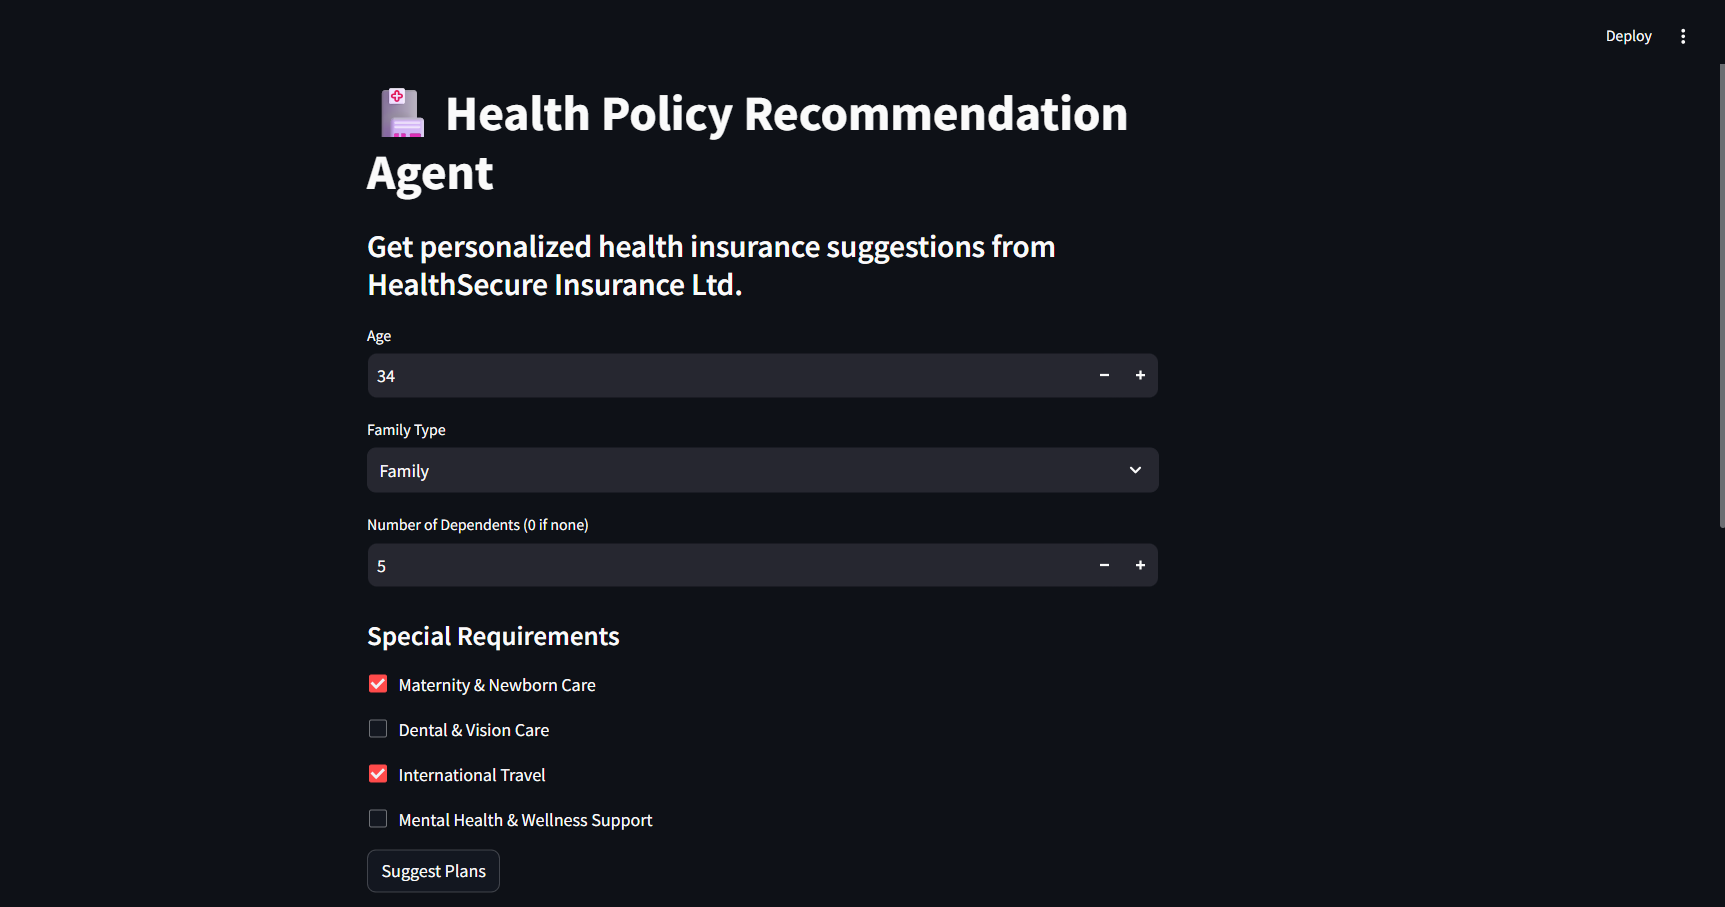 Deploy
Health Policy Recommendation
Agent
Get personalized health insurance suggestions from
HealthSecure Insurance Ltd.
Age
34
Family Type
Family
Number of Dependents (0 if none)
5
Special Requirements
Maternity & Newborn Care
Dental & Vision Care
International Travel
Mental Health & Wellness Support
Suggest Plans